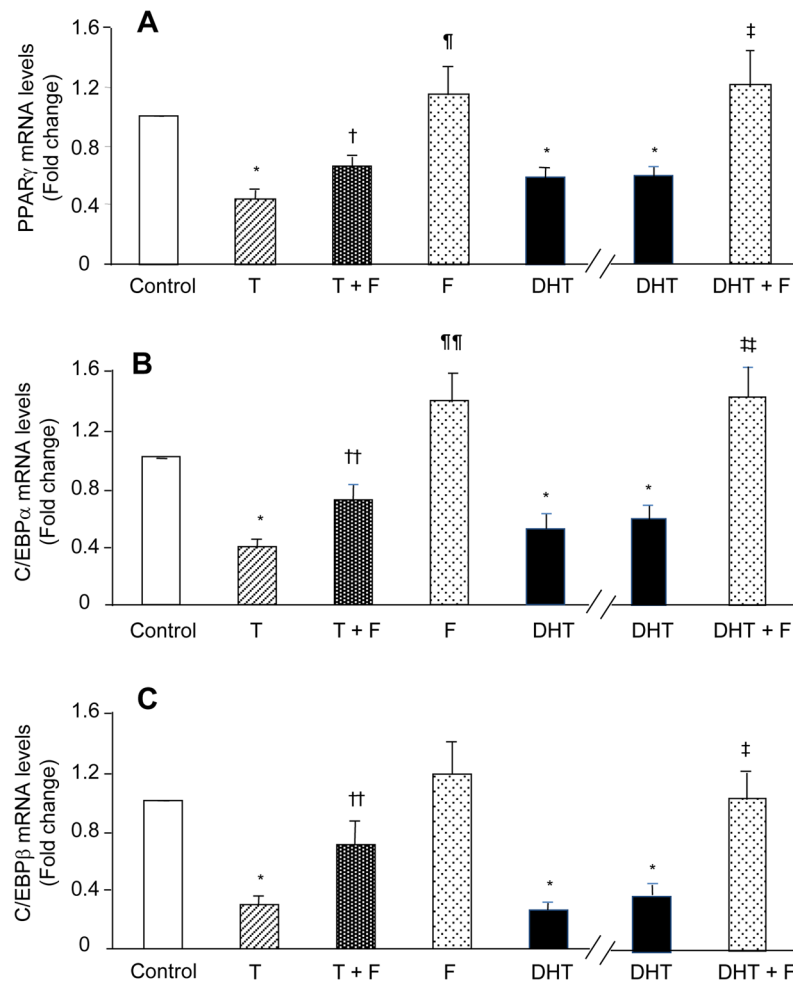 A
PPARγ mRNA levels
(Fold change)
1.6
1.2
0.8
0.4
0
*
†
¶
*
*
‡
Control T T + F F DHT DHT DHT + F
B
C/EBPα mRNA levels
(Fold change)
1.6
1.2
0.8
0.4
0
*
††
¶¶
*
*
‡‡
Control T T + F F DHT DHT DHT + F
C
C/EBPβ mRNA levels
(Fold change)
1.6
1.2
0.8
0.4
0
*
††
*
*
‡
Control T T + F F DHT DHT DHT + F